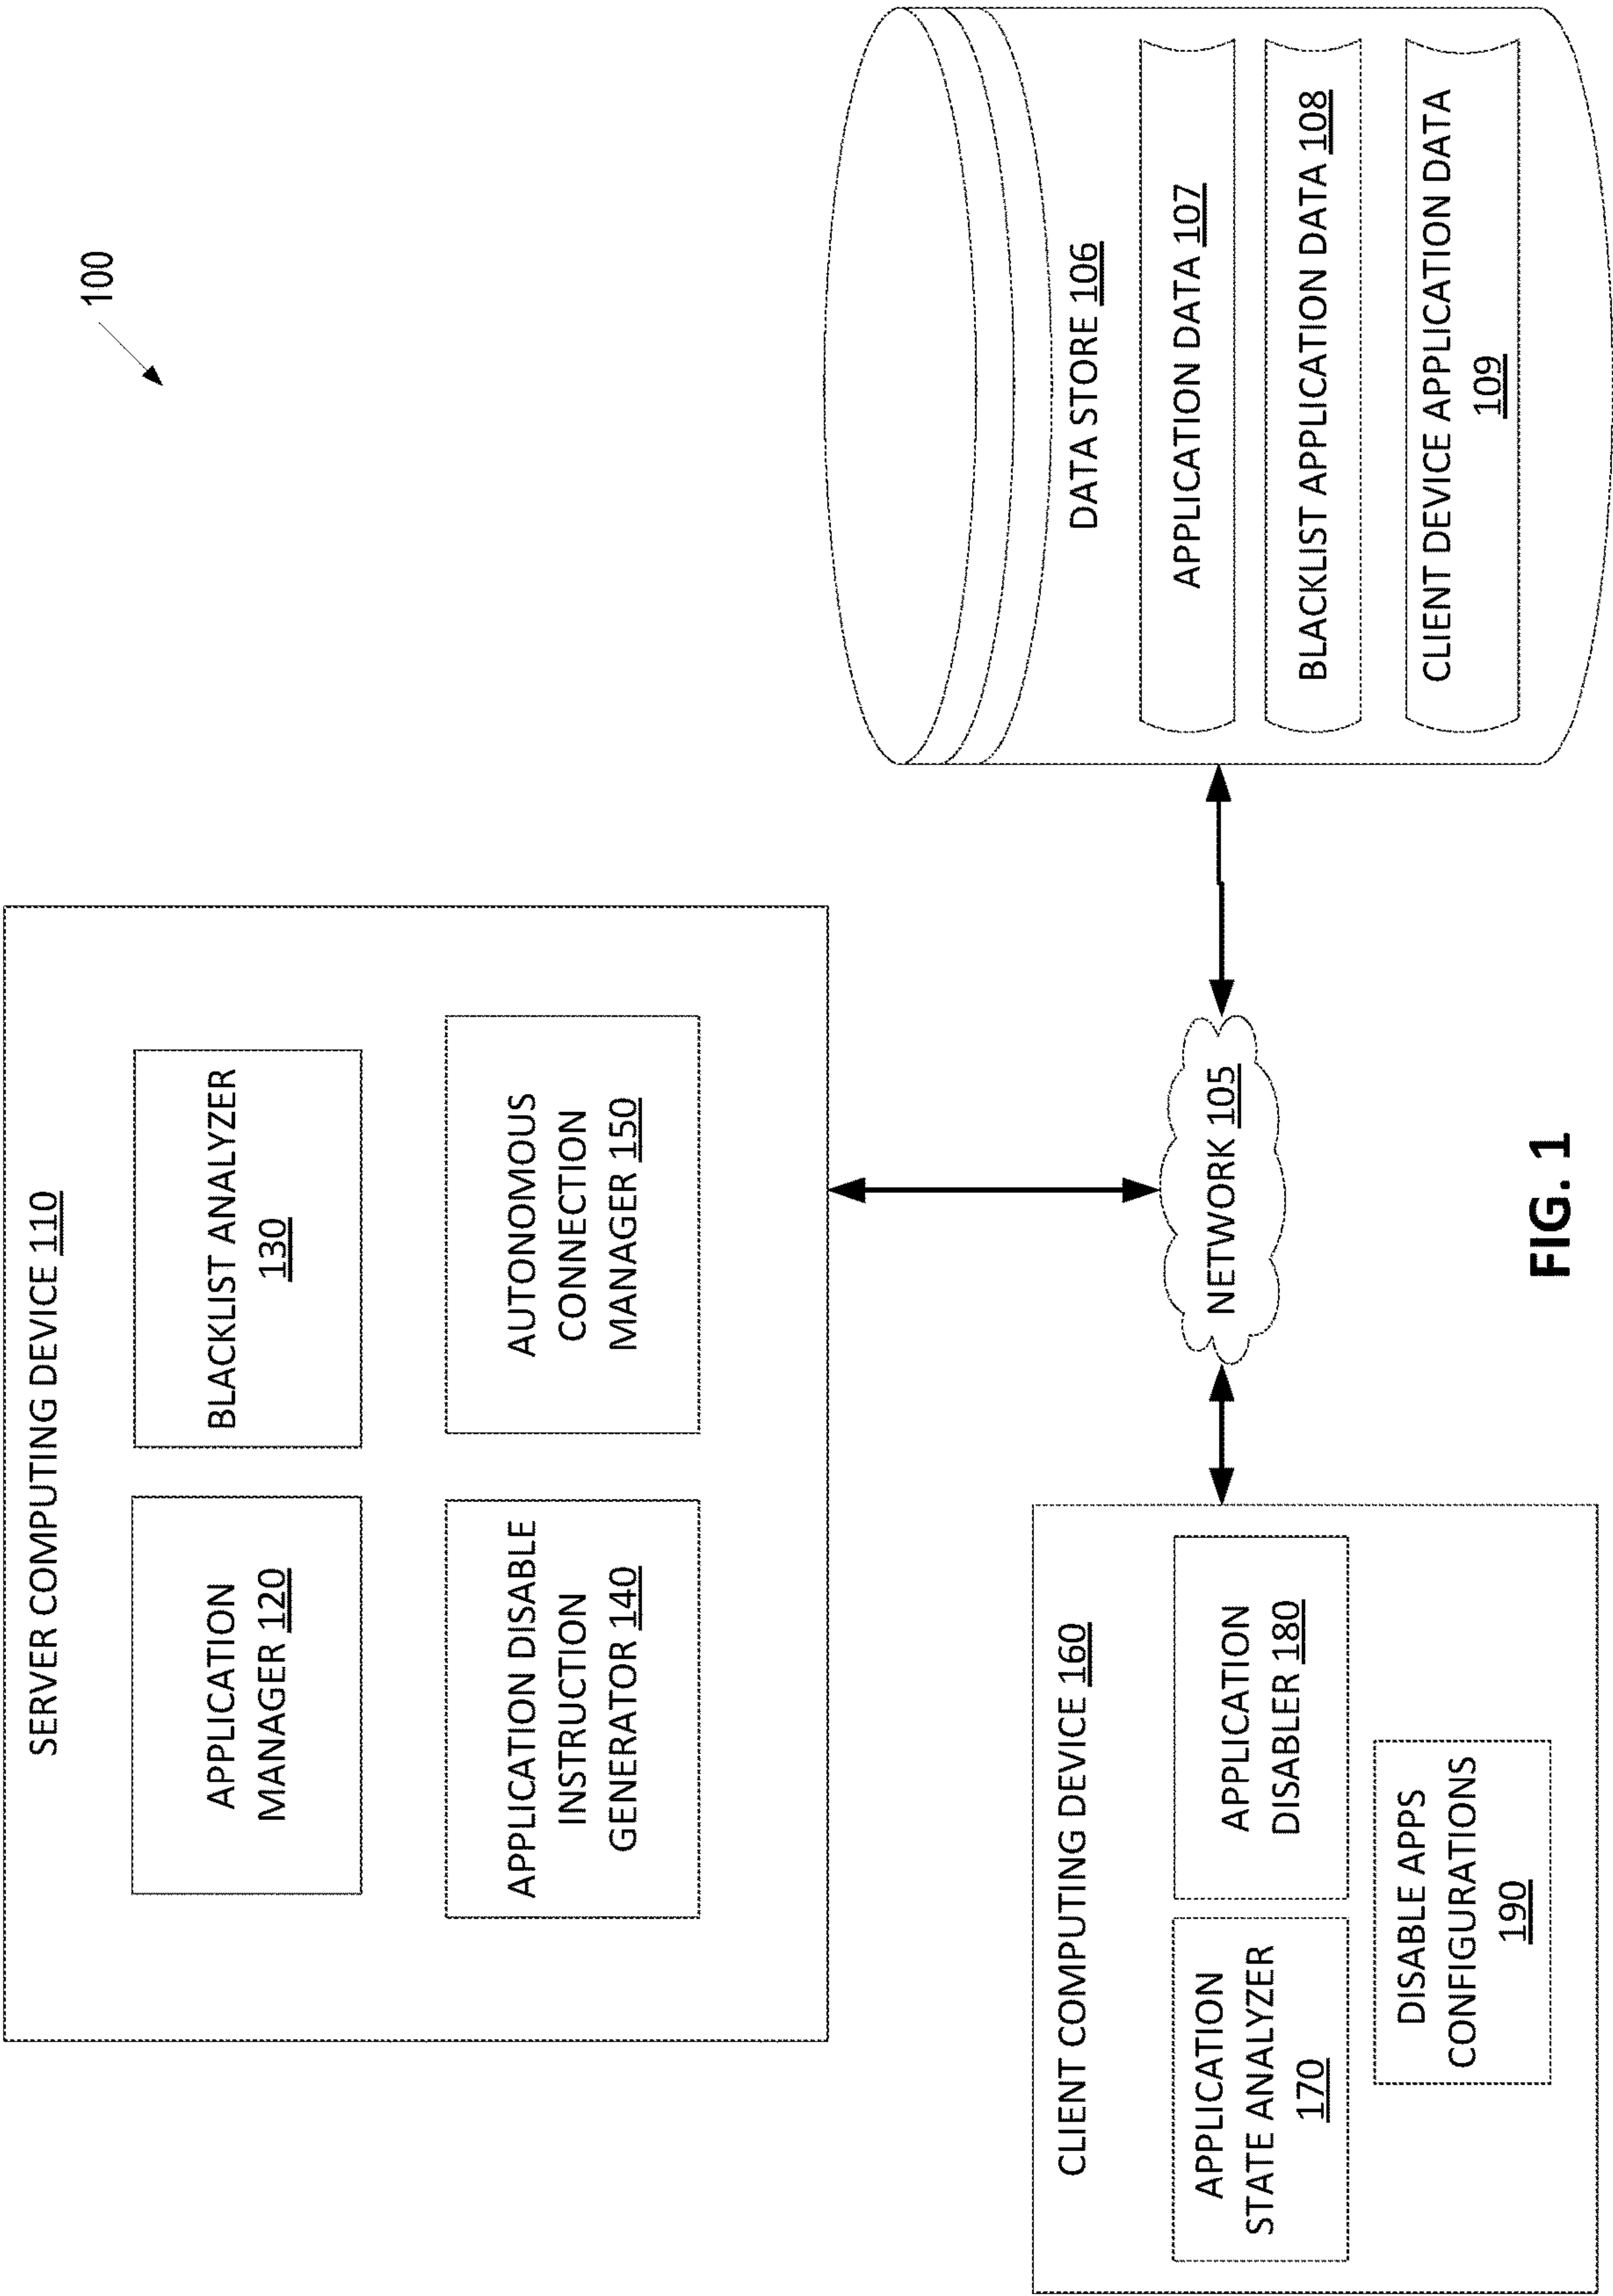 100
SERVER COMPUTING DEVICE 110
APPLICATION
MANAGER 120
BLACKLIST ANALYZER
130
APPLICATION DISABLE
INSTRUCTION
GENERATOR 140
AUTONOMOUS
CONNECTION
MANAGER 150
CLIENT COMPUTING DEVICE 160
APPLICATION
STATE ANALYZER
170
APPLICATION
DISABLER 180
DISABLE APPS
CONFIGURATIONS
190
NETWORK 105
DATA STORE 106
APPLICATION DATA 107
BLACKLIST APPLICATION DATA 108
CLIENT DEVICE APPLICATION DATA
109
FIG. 1